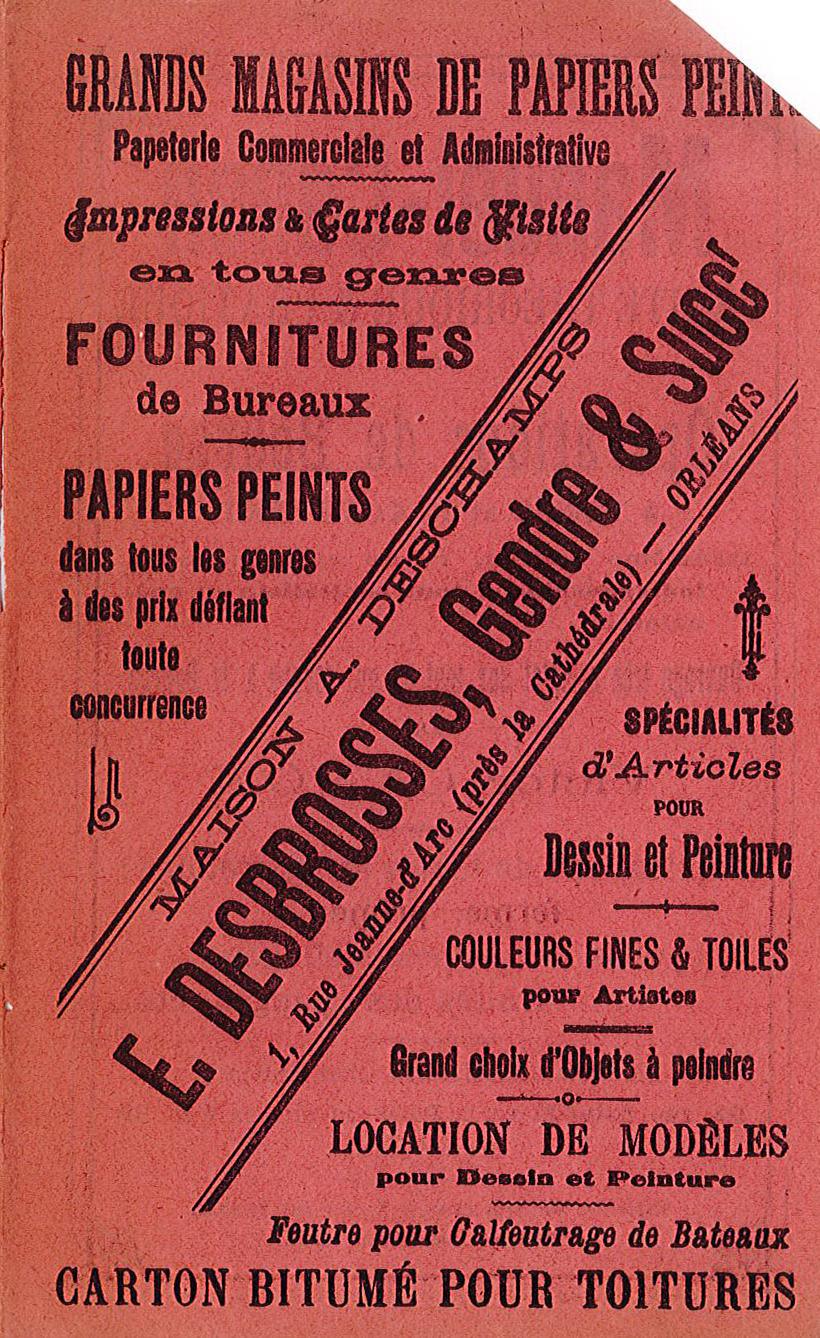 GRANDS MAGASINS DE PAPIERS PEINTS
Papeterie Commerciale et Administrative
Impressions & Cartes de Visite
en tous genres
FOURNITURES
de Bureaux
PAPIERS PEINTS
dans tous les genres
à des prix défiant
toute
concurrence
MAISON A. DESCHAMPS
E. DESBROSSES, Gendre & Succr
1, Rue Jeanne-d'Arc (près la Cathédrale) — ORLÉANS
SPÉCIALITÉS
d'Articles
POUR
Dessin et Peinture
COULEURS FINES & TOILES
pour Artistes
Grand choix d'Objets à peindre
LOCATION DE MODÈLES
pour Dessin et Peinture
Feutre pour Calfeutrage de Bateaux
CARTON BITUMÉ POUR TOITURES